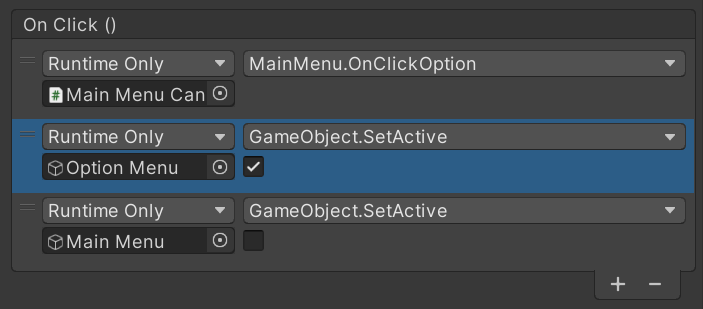 On Click ()
Runtime Only MainMenu.OnClickOption
# Main Menu Can
Runtime Only GameObject.SetActive
Option Menu
Runtime Only GameObject.SetActive
Main Menu
+ −